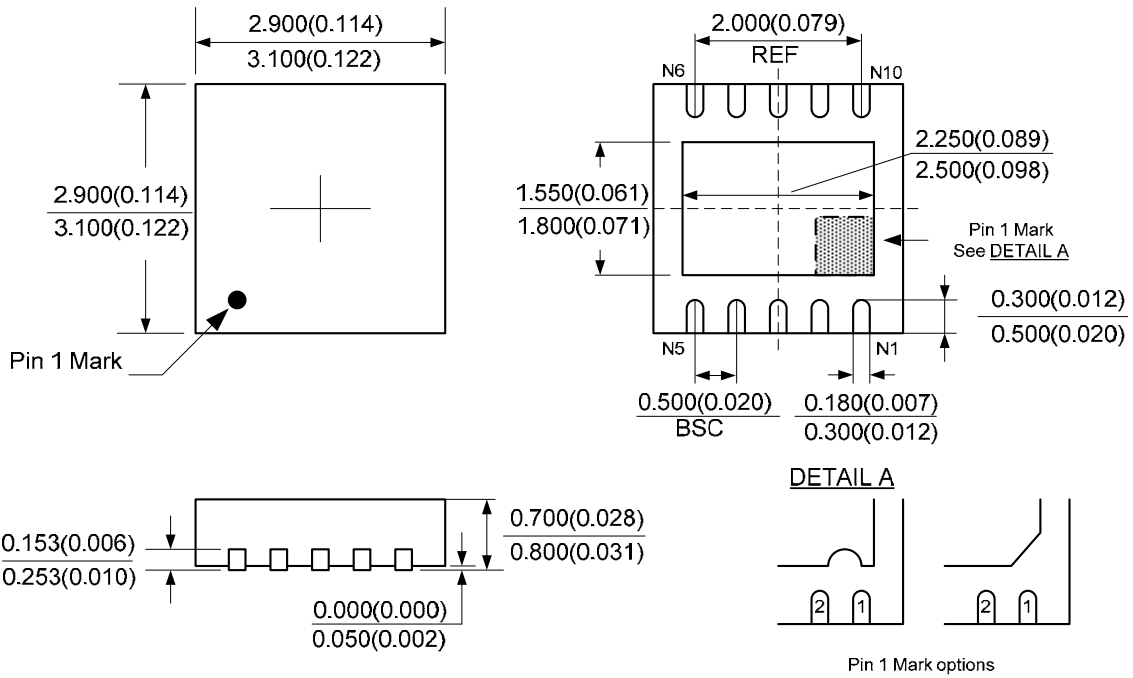 2.900(0.114)
3.100(0.122)
2.900(0.114)
3.100(0.122)
Pin 1 Mark
2.000(0.079)
REF
N6
N10
2.250(0.089)
2.500(0.098)
1.550(0.061)
1.800(0.071)
Pin 1 Mark
See DETAIL A
0.300(0.012)
0.500(0.020)
N5
N1
0.500(0.020)
BSC
0.180(0.007)
0.300(0.012)
0.153(0.006)
0.253(0.010)
0.700(0.028)
0.800(0.031)
0.000(0.000)
0.050(0.002)
DETAIL A
2 1
2 1
Pin 1 Mark options